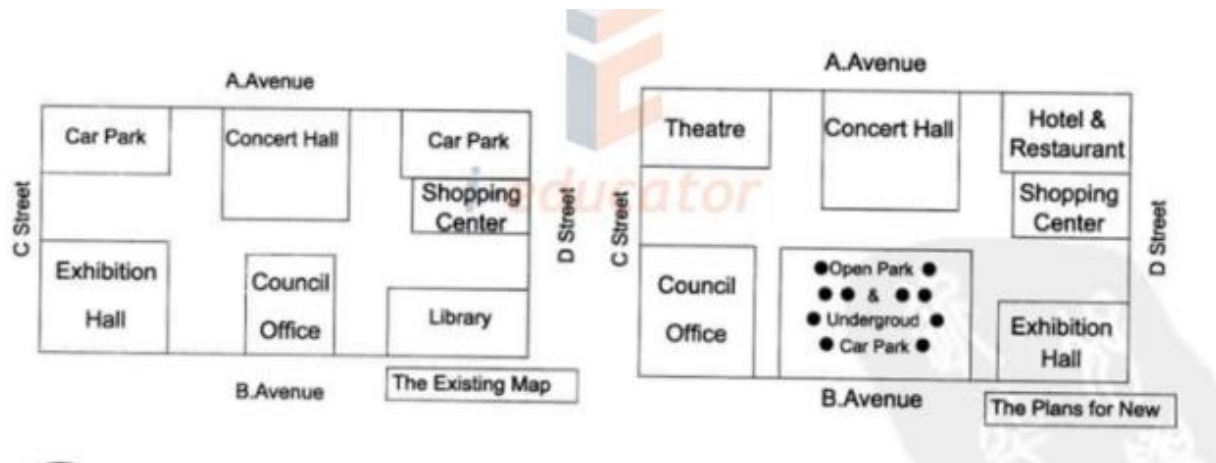 A.Avenue
Car Park
Concert Hall
Car Park
Shopping
Center
C Street
D Street
Exhibition
Hall
Council
Office
Library
B.Avenue
The Existing Map
A.Avenue
Theatre
Concert Hall
Hotel &
Restaurant
Shopping
Center
C Street
D Street
Council
Office
Open Park
&
Undergroud
Car Park
Exhibition
Hall
B.Avenue
The Plans for New
i educator